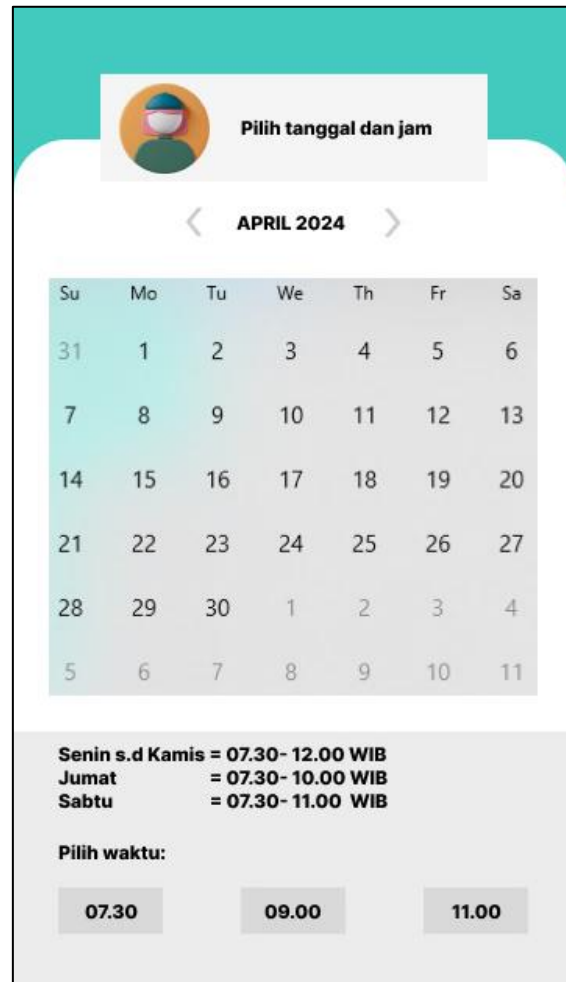 Pilih tanggal dan jam
APRIL 2024
Su Mo Tu We Th Fr Sa
31 1 2 3 4 5 6
7 8 9 10 11 12 13
14 15 16 17 18 19 20
21 22 23 24 25 26 27
28 29 30 1 2 3 4
5 6 7 8 9 10 11
Senin s.d Kamis = 07.30- 12.00 WIB
Jumat = 07.30- 10.00 WIB
Sabtu = 07.30- 11.00 WIB
Pilih waktu:
07.30 09.00 11.00